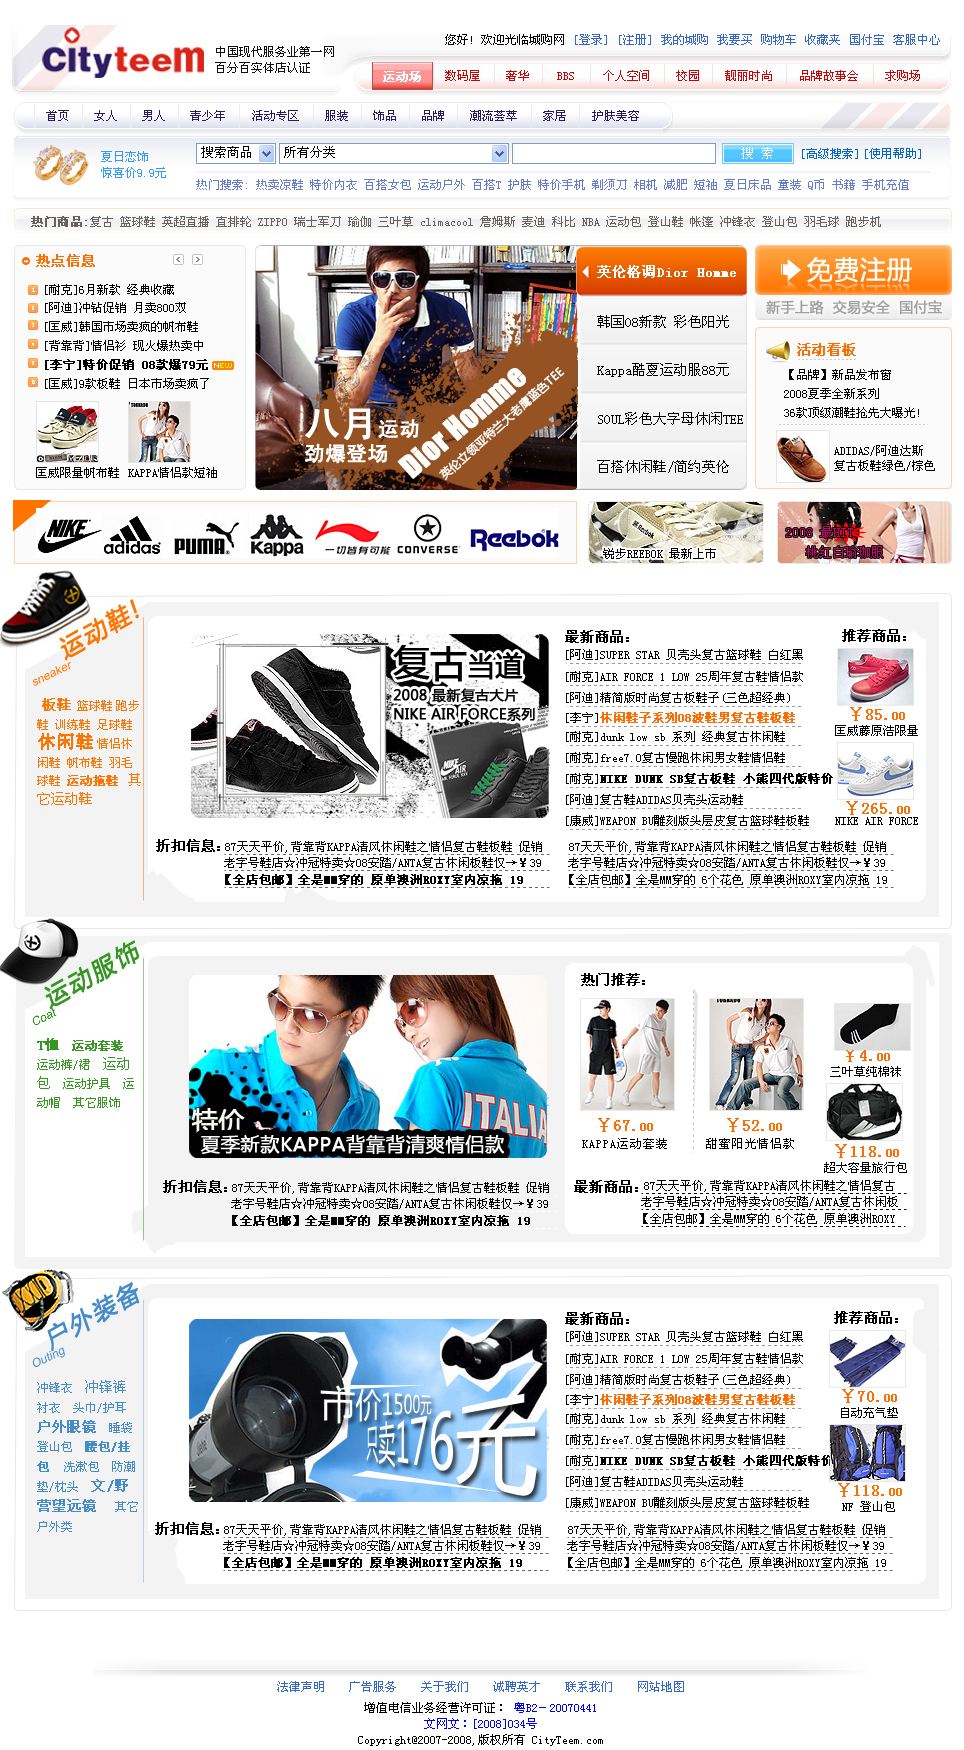 CityteeM
中国现代服务业第一网
百分百实体店认证
您好! 欢迎光临城购网 [登录] [注册] 我的城购 我要买 购物车 收藏夹 国付宝 客服中心
运动场 数码屋 奢华 BBS 个人空间 校园 靓丽时尚 品牌故事会 求购场
首页 女人 男人 青少年 活动专区 服装 饰品 品牌 潮流荟萃 家居 护肤美容
夏日恋饰
惊喜价9.9元
搜索商品 所有分类 搜 索 [高级搜索] [使用帮助]
热门搜索: 热卖凉鞋 特价内衣 百搭女包 运动户外 百搭T 护肤 特价手机 剃须刀 相机 减肥 短袖 夏日床品 童装 Q币 书籍 手机充值
热门商品:复古 篮球鞋 英超直播 直排轮 ZIPPO 瑞士军刀 瑜伽 三叶草 climacool 詹姆斯 麦迪 科比 NBA 运动包 登山鞋 帐篷 冲锋衣 登山包 羽毛球 跑步机
热点信息
1 [耐克]6月新款 经典收藏
2 [阿迪]冲钻促销 月卖800双
3 [匡威]韩国市场卖疯的帆布鞋
4 [背靠背]情侣衫 现火爆热卖中
5 [李宁]特价促销 08款爆79元 NEW
6 [匡威]9款板鞋 日本市场卖疯了
匡威限量帆布鞋 KAPPA情侣款短袖
八月运动
劲爆登场
Dior Homme
英伦立领亚特兰大老鹰蓝色TEE
英伦格调Dior Homme
韩国08新款 彩色阳光
Kappa酷夏运动服88元
SOUL彩色大字母休闲TEE
百搭休闲鞋/简约英伦
免费注册
新手上路 交易安全 国付宝
活动看板
【品牌】新品发布窗
2008夏季全新系列
36款顶级潮鞋抢先大曝光!
ADIDAS/阿迪达斯
复古板鞋绿色/棕色
NIKE adidas PUMA Kappa 一切皆有可能 CONVERSE Reebok
锐步REEBOK 最新上市
2008 最HIT
桃红白瑜珈服
运动鞋!
sneaker
板鞋 篮球鞋 跑步
鞋 训练鞋 足球鞋
休闲鞋 情侣休
闲鞋 帆布鞋 羽毛
球鞋 运动拖鞋 其
它运动鞋
复古当道
2008最新复古大片
NIKE AIR FORCE系列
最新商品:
[阿迪]SUPER STAR 贝壳头复古篮球鞋 白红黑
[耐克]AIR FORCE 1 LOW 25周年复古鞋情侣款
[阿迪]精简版时尚复古板鞋子(三色超经典)
[李宁]休闲鞋子系列08波鞋男复古鞋板鞋
[耐克]dunk low sb 系列 经典复古休闲鞋
[耐克]free7.0复古慢跑休闲男女鞋情侣鞋
[耐克]NIKE DUNK SB复古板鞋 小熊四代版特价
[阿迪]复古鞋ADIDAS贝壳头运动鞋
[康威]WEAPON BU雕刻版头层皮复古篮球鞋板鞋
推荐商品:
￥85.00
匡威藤原浩限量
￥265.00
NIKE AIR FORCE
折扣信息:
87天天平价,背靠背KAPPA清风休闲鞋之情侣复古鞋板鞋 促销
老字号鞋店☆冲冠特卖☆08安踏/ANTA复古休闲板鞋仅→￥39
【全店包邮】全是MM穿的 原单澳洲ROXY室内凉拖 19
87天天平价,背靠背KAPPA清风休闲鞋之情侣复古鞋板鞋 促销
老字号鞋店☆冲冠特卖☆08安踏/ANTA复古休闲板鞋仅→￥39
【全店包邮】全是MM穿的 6个花色 原单澳洲ROXY室内凉拖 19
运动服饰
Coat
T恤 运动套装
运动裤/裙 运动
包 运动护具 运
动帽 其它服饰
特价
夏季新款KAPPA背靠背清爽情侣款
ITALIA
热门推荐:
￥67.00
KAPPA运动套装
￥52.00
甜蜜阳光情侣款
￥4.00
三叶草纯棉袜
￥118.00
超大容量旅行包
折扣信息:
87天天平价,背靠背KAPPA清风休闲鞋之情侣复古鞋板鞋 促销
老字号鞋店☆冲冠特卖☆08安踏/ANTA复古休闲板鞋仅→￥39
【全店包邮】全是MM穿的 原单澳洲ROXY室内凉拖 19
最新商品:
87天天平价,背靠背KAPPA清风休闲鞋之情侣复古
老字号鞋店☆冲冠特卖☆08安踏/ANTA复古休闲板
【全店包邮】全是MM穿的 6个花色 原单澳洲ROXY
户外装备
Outing
冲锋衣 冲锋裤
衬衣 头巾/护耳
户外眼镜 睡袋
登山包 腰包/挂
包 洗漱包 防潮
垫/枕头 文/野
营望远镜 其它
户外类
市价1500元
只卖176元
最新商品:
[阿迪]SUPER STAR 贝壳头复古篮球鞋 白红黑
[耐克]AIR FORCE 1 LOW 25周年复古鞋情侣款
[阿迪]精简版时尚复古板鞋子(三色超经典)
[李宁]休闲鞋子系列08波鞋男复古鞋板鞋
[耐克]dunk low sb 系列 经典复古休闲鞋
[耐克]free7.0复古慢跑休闲男女鞋情侣鞋
[耐克]NIKE DUNK SB复古板鞋 小熊四代版特价
[阿迪]复古鞋ADIDAS贝壳头运动鞋
[康威]WEAPON BU雕刻版头层皮复古篮球鞋板鞋
推荐商品:
￥70.00
自动充气垫
￥118.00
NF 登山包
折扣信息:
87天天平价,背靠背KAPPA清风休闲鞋之情侣复古鞋板鞋 促销
老字号鞋店☆冲冠特卖☆08安踏/ANTA复古休闲板鞋仅→￥39
【全店包邮】全是MM穿的 原单澳洲ROXY室内凉拖 19
87天天平价,背靠背KAPPA清风休闲鞋之情侣复古鞋板鞋 促销
老字号鞋店☆冲冠特卖☆08安踏/ANTA复古休闲板鞋仅→￥39
【全店包邮】全是MM穿的 6个花色 原单澳洲ROXY室内凉拖 19
法律声明 广告服务 关于我们 诚聘英才 联系我们 网站地图
增值电信业务经营许可证: 粤B2-20070441
文网文:[2008]034号
Copyright@2007-2008,版权所有 CityTeem.com